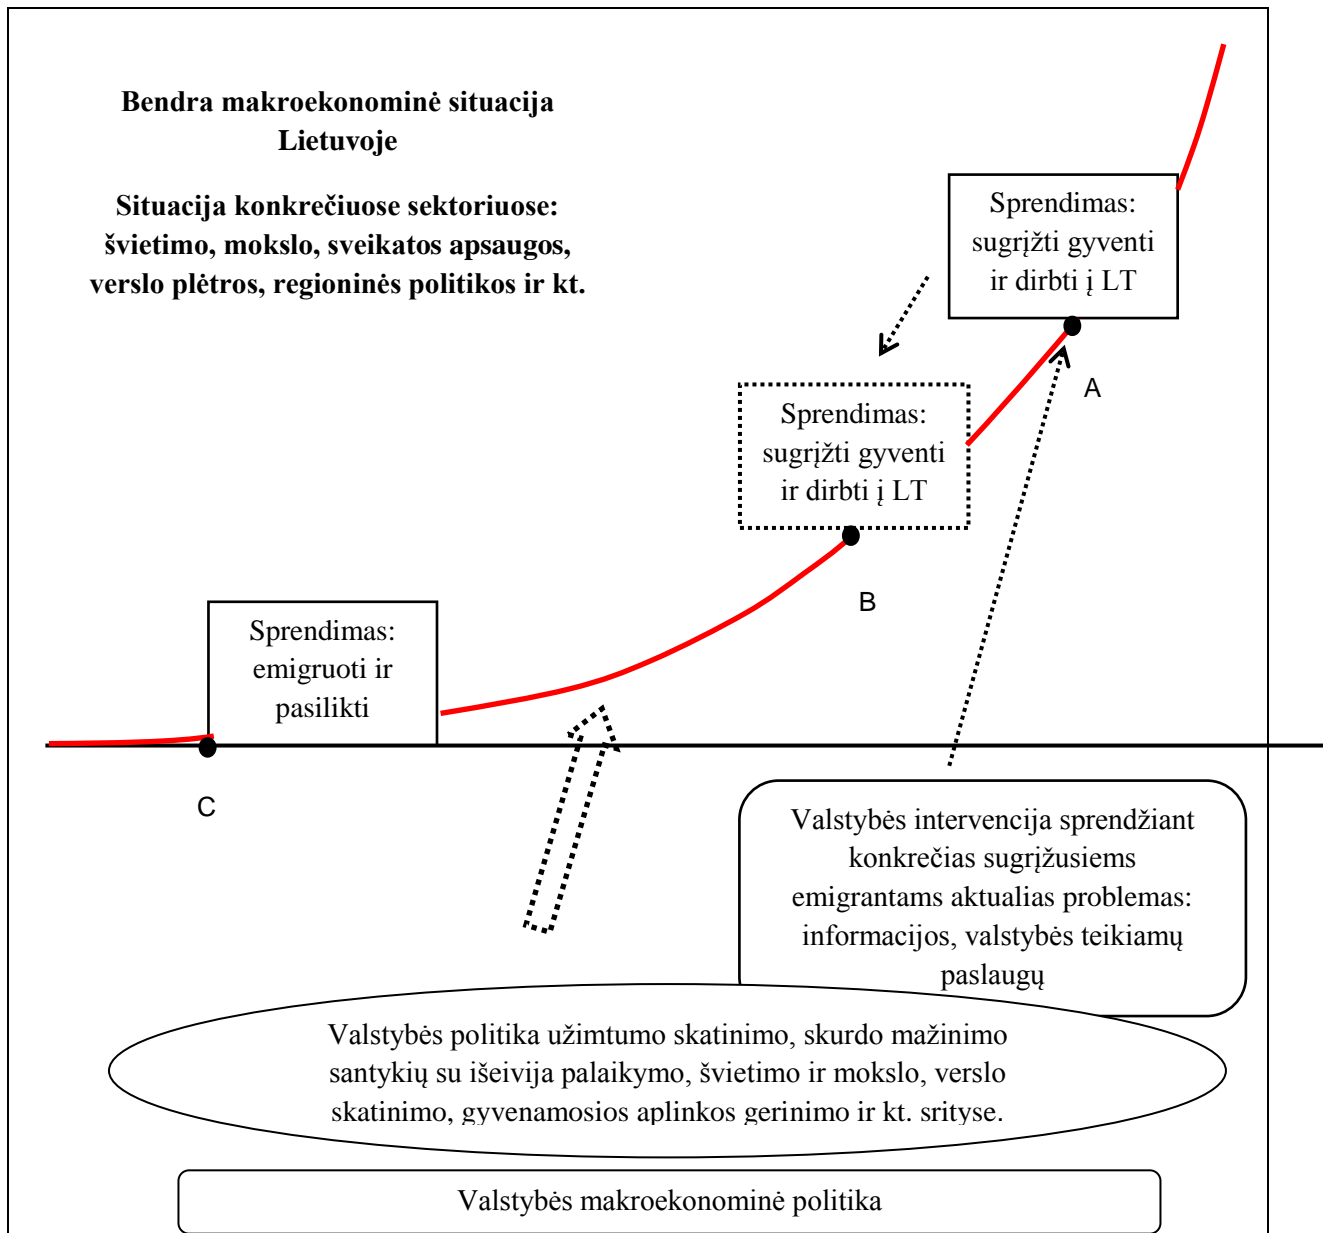 Bendra makroekonominė situacija
Lietuvoje
Situacija konkrečiuose sektoriuose:
švietimo, mokslo, sveikatos apsaugos,
verslo plėtros, regioninės politikos ir kt.
Sprendimas:
sugrįžti gyventi
ir dirbti į LT
A
Sprendimas:
sugrįžti gyventi
ir dirbti į LT
B
Sprendimas:
emigruoti ir
pasilikti
C
Valstybės intervencija sprendžiant
konkrečias sugrįžusiems
emigrantams aktualias problemas:
informacijos, valstybės teikiamų
paslaugų
Valstybės politika užimtumo skatinimo, skurdo mažinimo
santykių su išeivija palaikymo, švietimo ir mokslo, verslo
skatinimo, gyvenamosios aplinkos gerinimo ir kt. srityse.
Valstybės makroekonominė politika